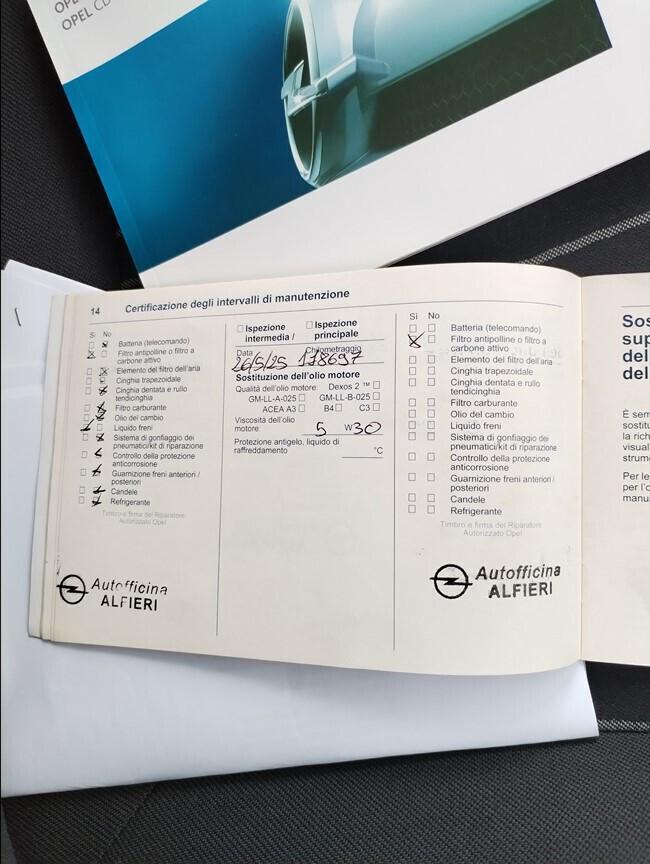 OPEL CD
14 Certificazione degli intervalli di manutenzione
Sì No
Batteria (telecomando)
Filtro antipolline o filtro a
carbone attivo
Elemento del filtro dell'aria
Cinghia trapezoidale
Cinghia dentata e rullo
tendicinghia
Filtro carburante
Olio del cambio
Liquido freni
Sistema di gonfiaggio dei
pneumatici/kit di riparazione
Controllo della protezione
anticorrosione
Guarnizione freni anteriori /
posteriori
Candele
Refrigerante
Timbro e firma del Riparatore
Autorizzato Opel
Autofficina
ALFIERI
Ispezione
intermedia /
Ispezione
principale
Data Chilometraggio
26/5/25 178697
Sostituzione dell'olio motore
Qualità dell'olio motore: Dexos 2 ™
GM-LL-A-025 GM-LL-B-025
ACEA A3 B4 C3
Viscosità dell'olio
motore: 5 W 30
Protezione antigelo, liquido di
raffreddamento °C
Sì No
Batteria (telecomando)
Filtro antipolline o filtro a
carbone attivo
Elemento del filtro dell'aria
Cinghia trapezoidale
Cinghia dentata e rullo
tendicinghia
Filtro carburante
Olio del cambio
Liquido freni
Sistema di gonfiaggio dei
pneumatici/kit di riparazione
Controllo della protezione
anticorrosione
Guarnizione freni anteriori /
posteriori
Candele
Refrigerante
Timbro e firma del Riparatore
Autorizzato Opel
Autofficina
ALFIERI
Sos
sup
del
del
È sem
sostitu
la rich
visual
strum
Per le
per l'o
manu